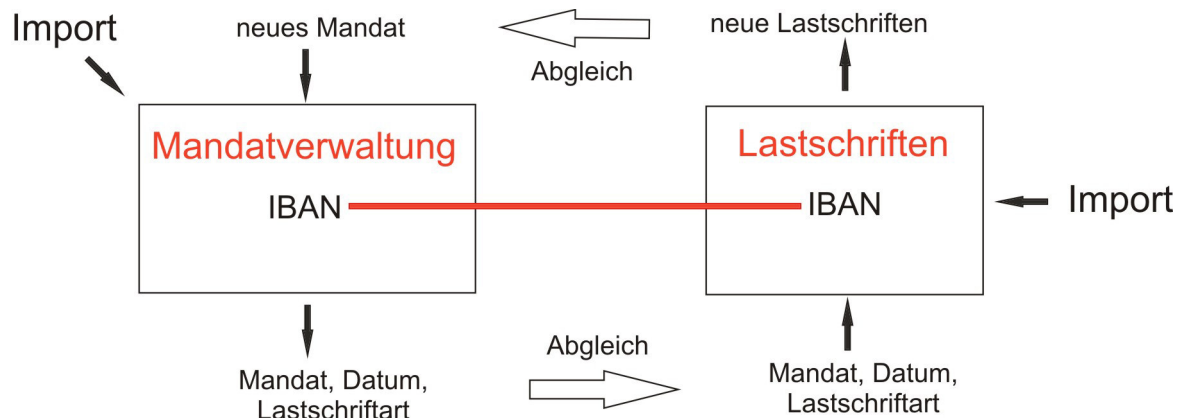 Import
neues Mandat
neue Lastschriften
Abgleich
Mandatverwaltung
Lastschriften
IBAN
IBAN
Import
Abgleich
Mandat, Datum,
Lastschriftart
Mandat, Datum,
Lastschriftart